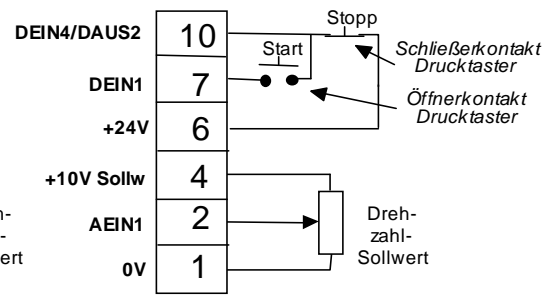 Stopp
DEIN4/DAUS2 10
Start
Schließerkontakt
Drucktaster
DEIN1 7
Öffnerkontakt
Drucktaster
+24V 6
+10V Sollw 4
AEIN1 2
Dreh-
zahl-
Sollwert
0V 1
n-
-
ert